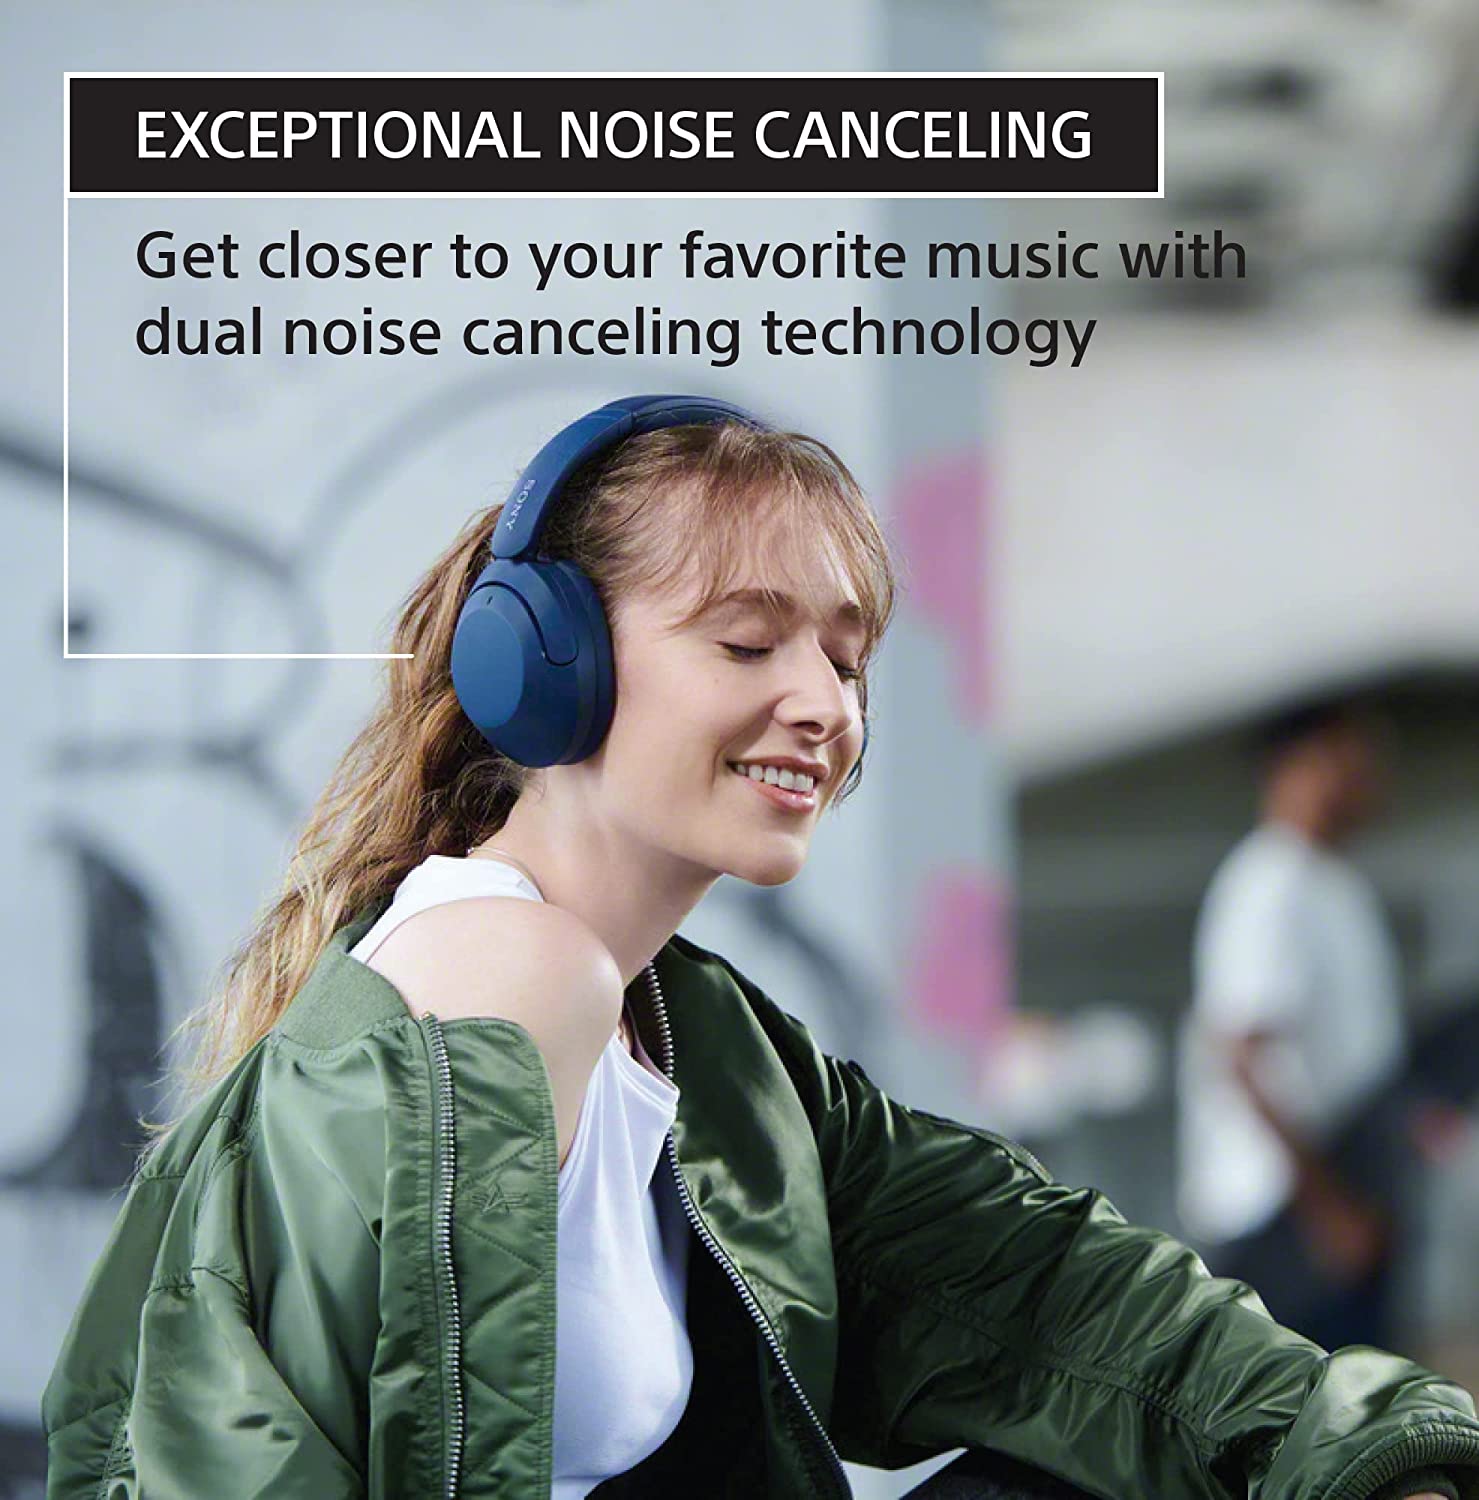 EXCEPTIONAL NOISE CANCELING
Get closer to your favorite music with
dual noise canceling technology
SONY